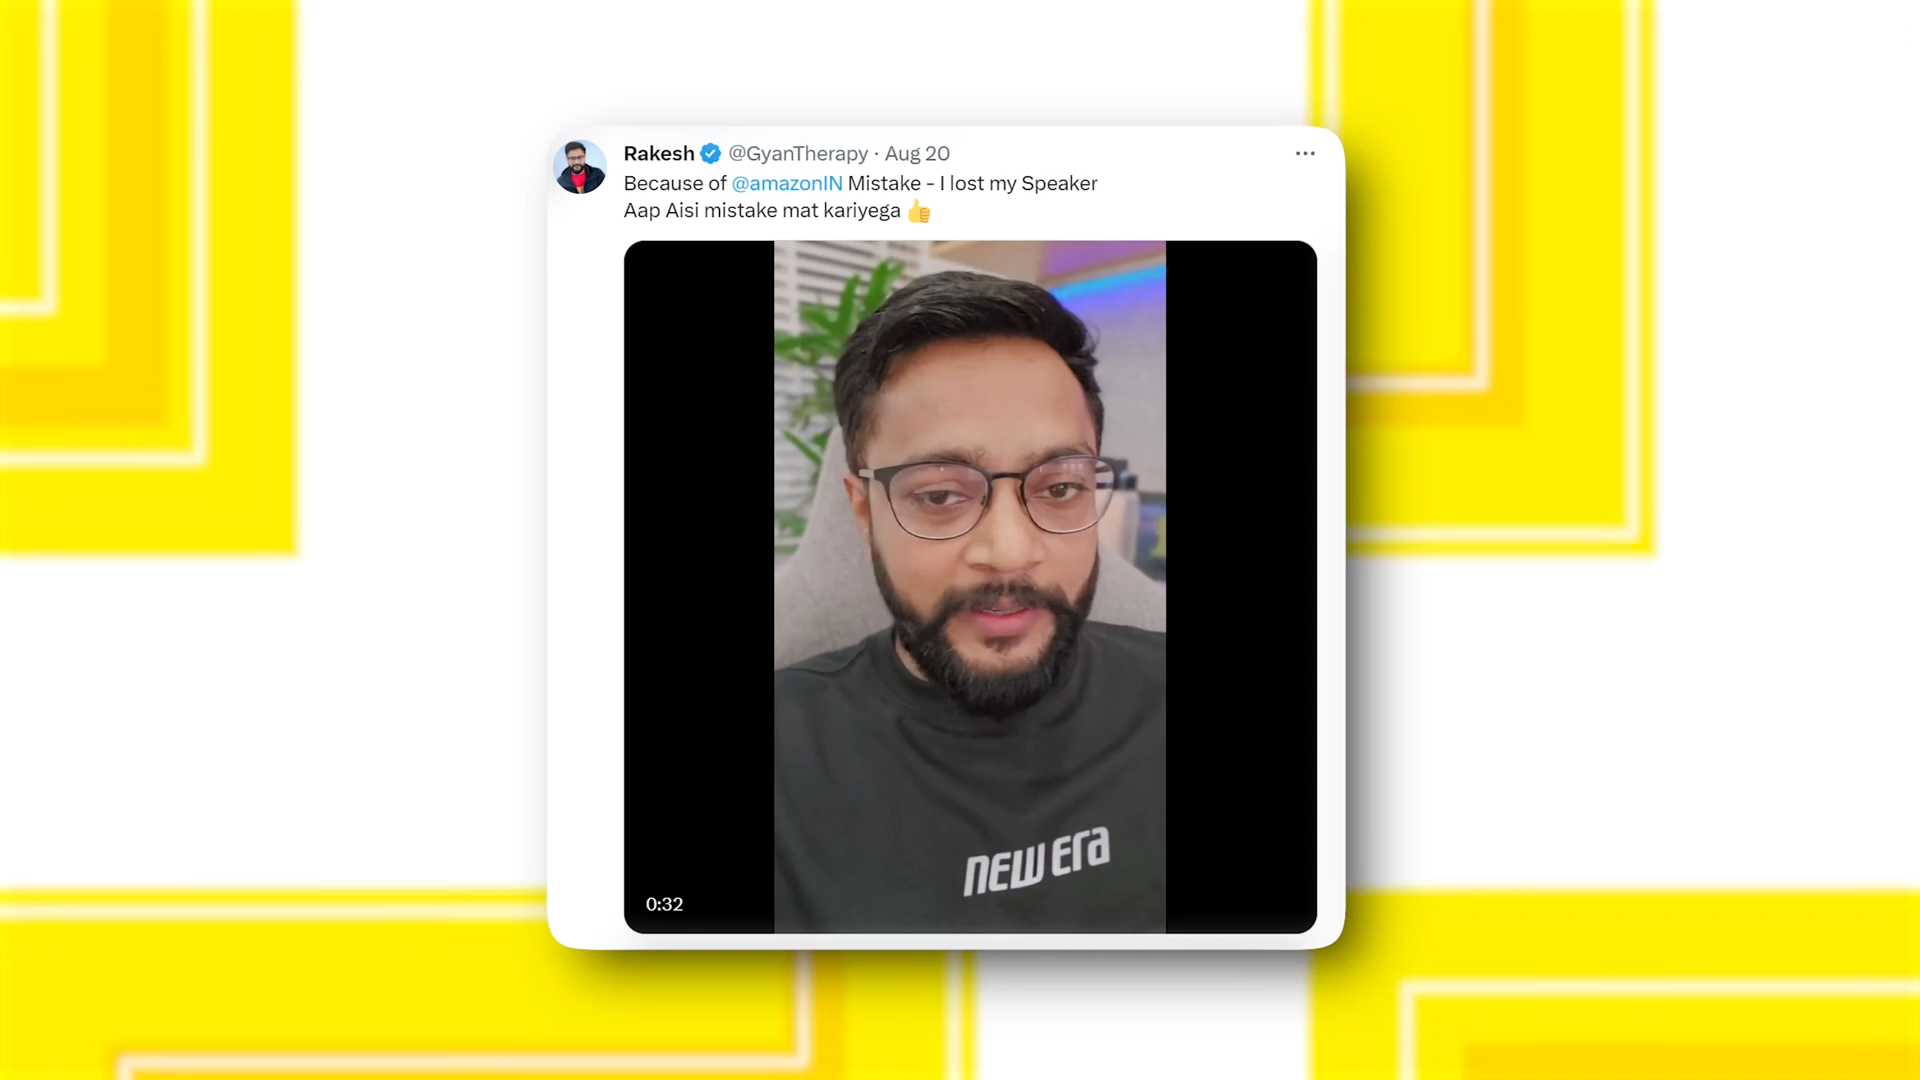 Rakesh @GyanTherapy · Aug 20
Because of @amazonIN Mistake - I lost my Speaker
Aap Aisi mistake mat kariyega 👍
NEW Era
0:32